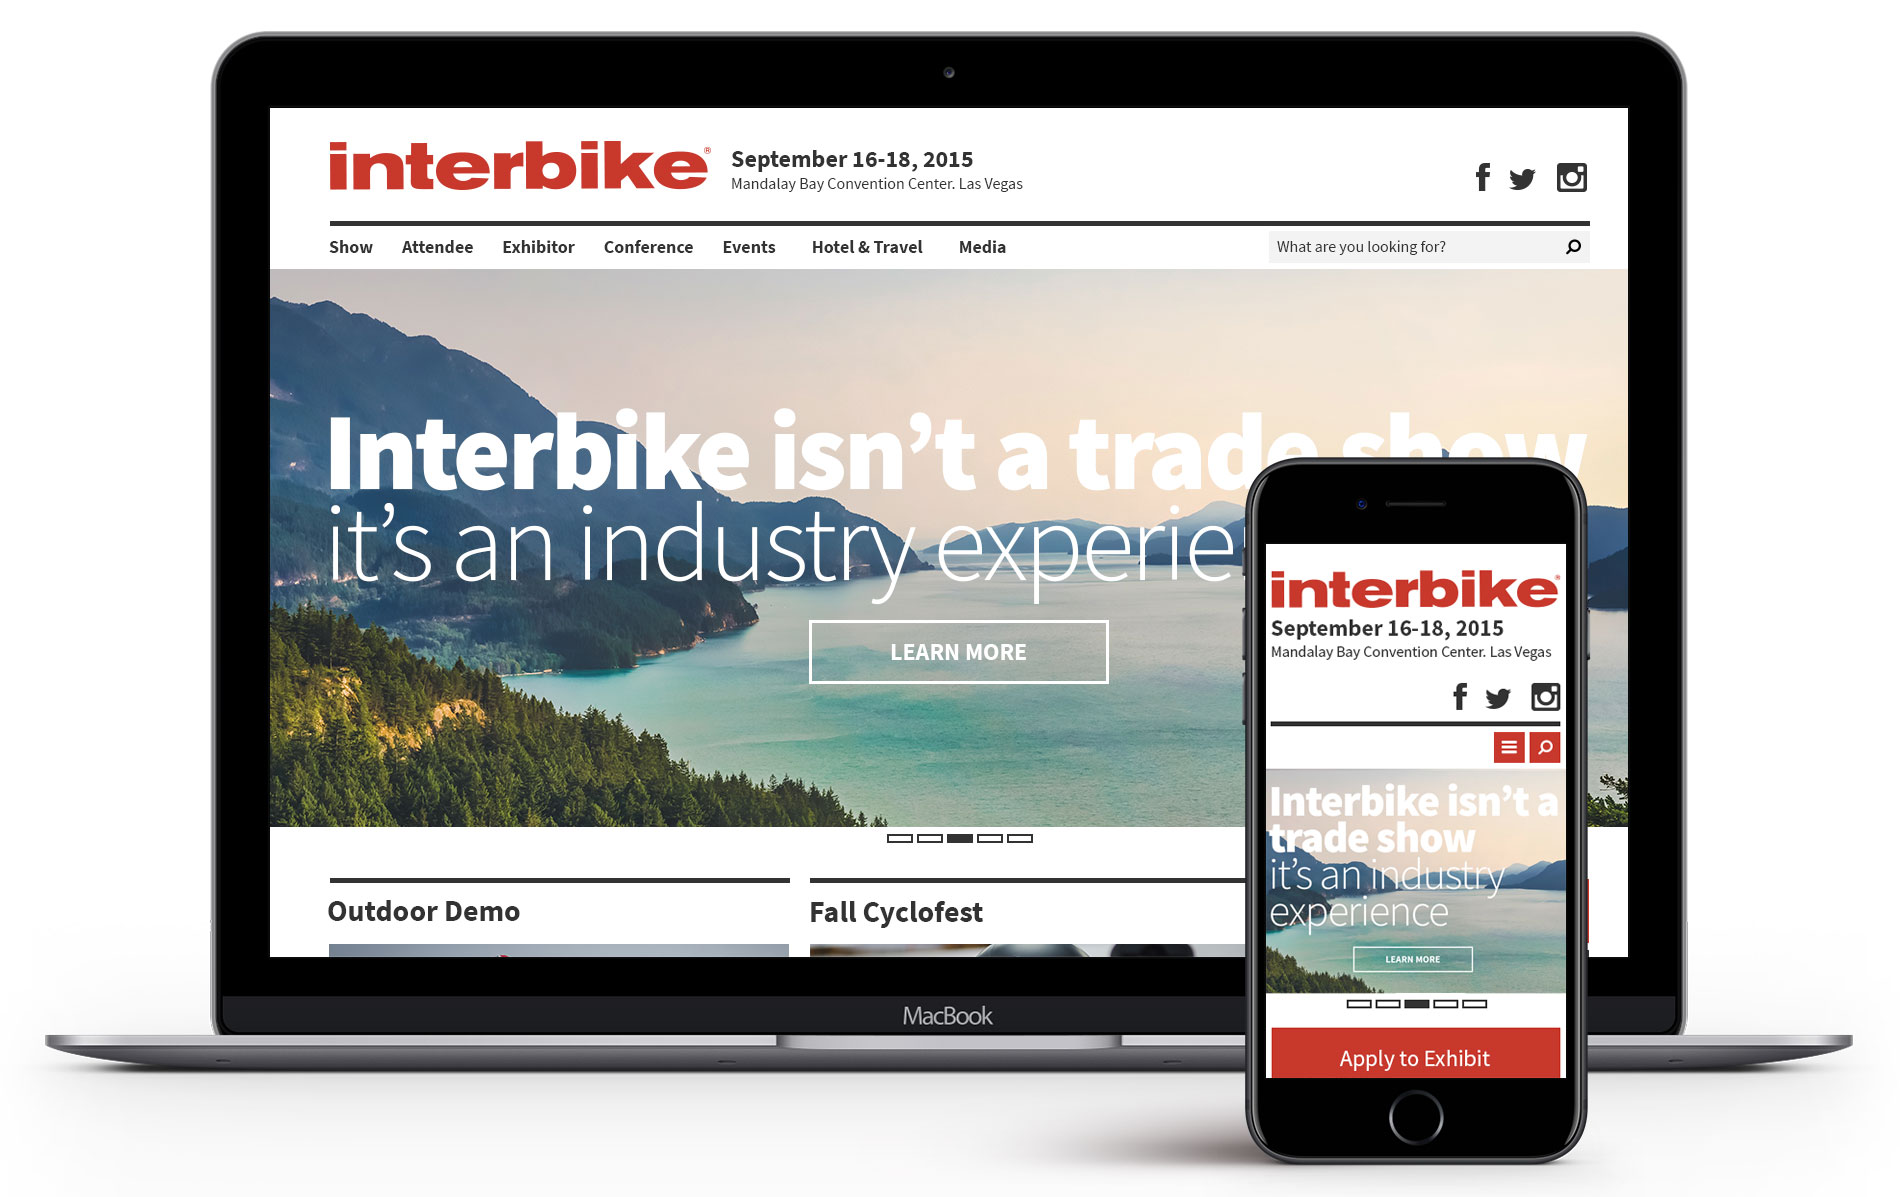 interbike®
September 16-18, 2015
Mandalay Bay Convention Center. Las Vegas
Show Attendee Exhibitor Conference Events Hotel & Travel Media
What are you looking for?
Interbike isn't a trade show
it's an industry experie
LEARN MORE
Outdoor Demo
Fall Cyclofest
MacBook
interbike®
September 16-18, 2015
Mandalay Bay Convention Center. Las Vegas
Interbike isn't a
trade show
it's an industry
experience
LEARN MORE
Apply to Exhibit